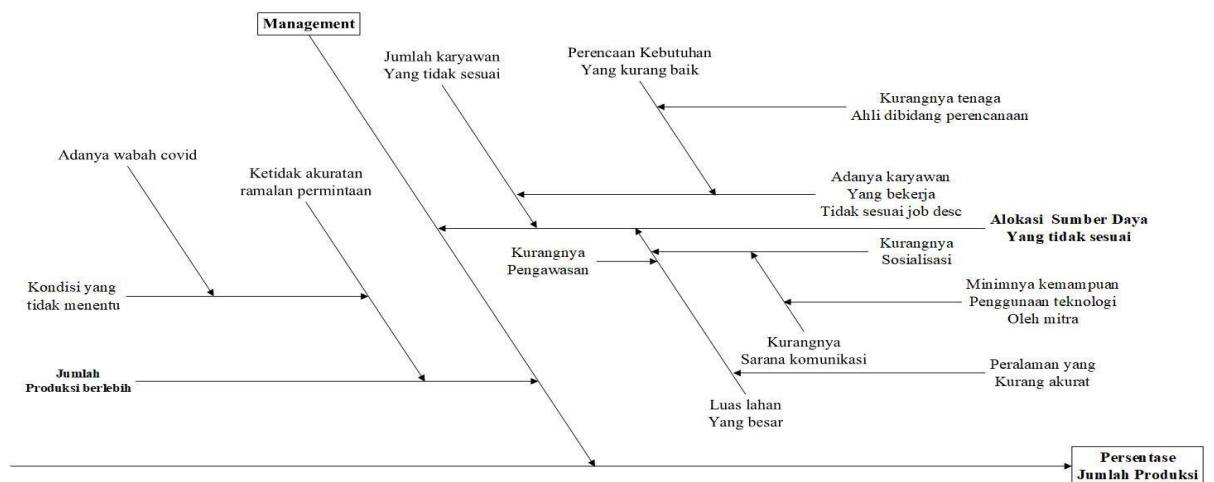 Management
Jumlah karyawan
Yang tidak sesuai
Perencaan Kebutuhan
Yang kurang baik
Kurangnya tenaga
Ahli dibidang perencanaan
Adanya wabah covid
Ketidak akuratan
ramalan permintaan
Adanya karyawan
Yang bekerja
Tidak sesuai job desc
Alokasi Sumber Daya
Yang tidak sesuai
Kurangnya
Pengawasan
Kurangnya
Sosialisasi
Kondisi yang
tidak menentu
Minimnya kemampuan
Penggunaan teknologi
Oleh mitra
Kurangnya
Sarana komunikasi
Jumlah
Produksi berlebih
Peralaman yang
Kurang akurat
Luas lahan
Yang besar
Persentase
Jumlah Produksi